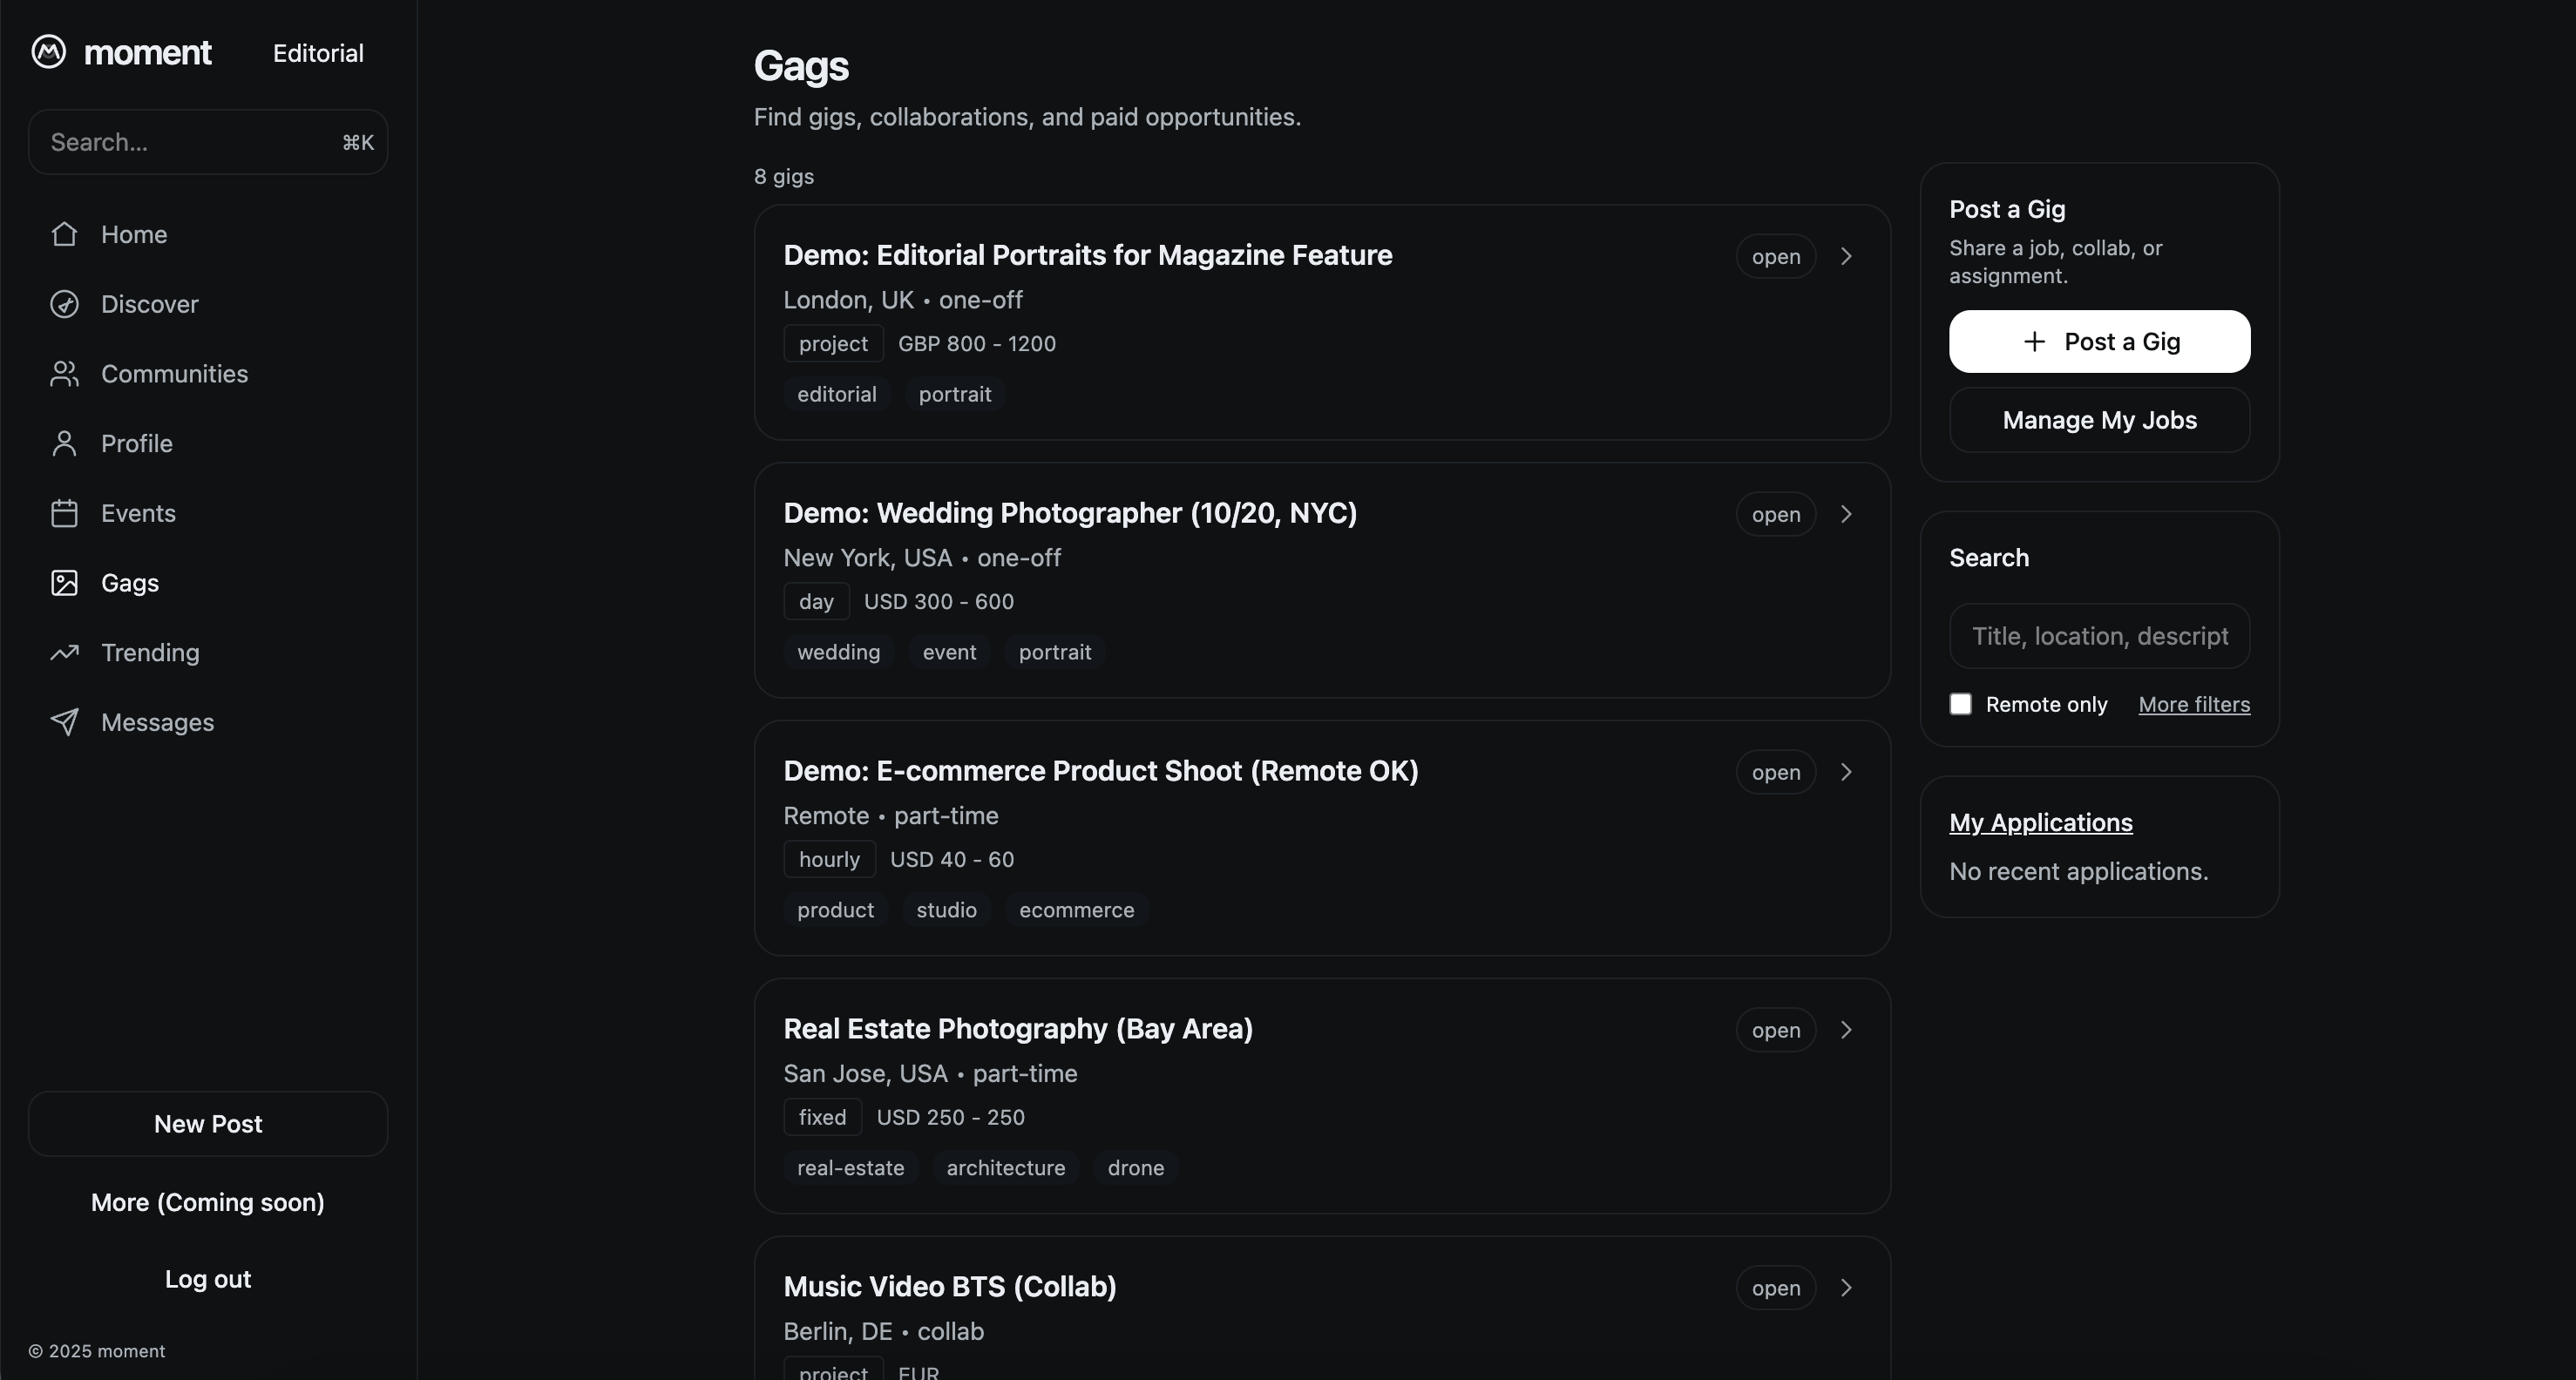 moment
Editorial
Search...
⌘K
Home
Discover
Communities
Profile
Events
Gags
Trending
Messages
New Post
More (Coming soon)
Log out
© 2025 moment
Gags
Find gigs, collaborations, and paid opportunities.
8 gigs
Demo: Editorial Portraits for Magazine Feature
open
London, UK • one-off
project GBP 800 - 1200
editorial portrait
Demo: Wedding Photographer (10/20, NYC)
open
New York, USA • one-off
day USD 300 - 600
wedding event portrait
Demo: E-commerce Product Shoot (Remote OK)
open
Remote • part-time
hourly USD 40 - 60
product studio ecommerce
Real Estate Photography (Bay Area)
open
San Jose, USA • part-time
fixed USD 250 - 250
real-estate architecture drone
Music Video BTS (Collab)
open
Berlin, DE • collab
project EUR
Post a Gig
Share a job, collab, or
assignment.
+ Post a Gig
Manage My Jobs
Search
Title, location, descript
Remote only More filters
My Applications
No recent applications.